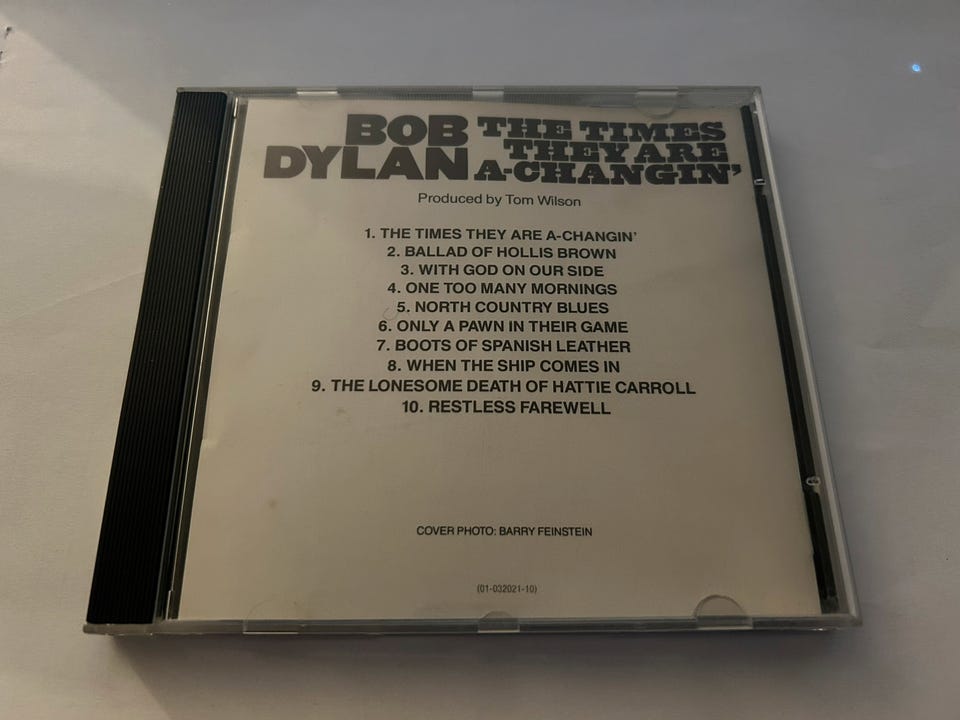 BOB DYLAN
THE TIMES
THEY ARE
A-CHANGIN'
Produced by Tom Wilson
1. THE TIMES THEY ARE A-CHANGIN'
2. BALLAD OF HOLLIS BROWN
3. WITH GOD ON OUR SIDE
4. ONE TOO MANY MORNINGS
5. NORTH COUNTRY BLUES
6. ONLY A PAWN IN THEIR GAME
7. BOOTS OF SPANISH LEATHER
8. WHEN THE SHIP COMES IN
9. THE LONESOME DEATH OF HATTIE CARROLL
10. RESTLESS FAREWELL
COVER PHOTO: BARRY FEINSTEIN
(01-032021-10)